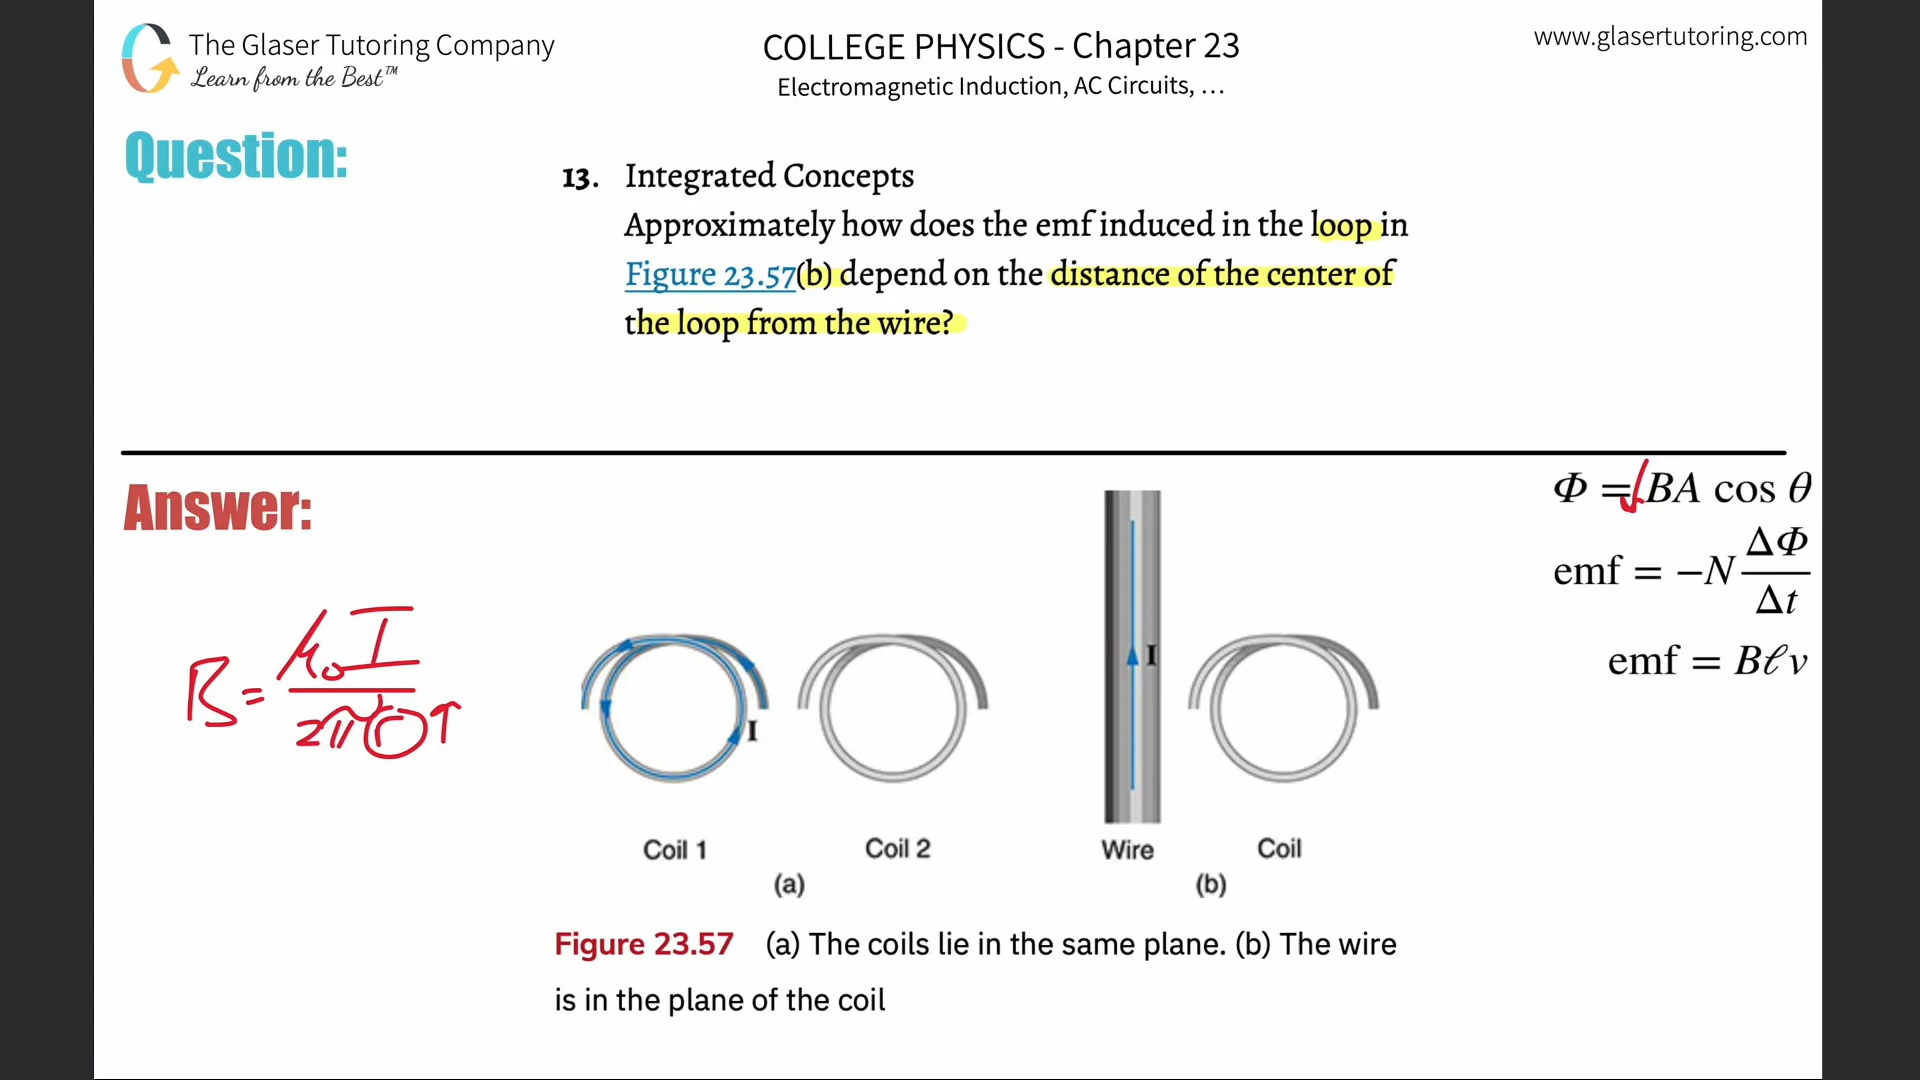 The Glaser Tutoring Company
Learn from the Best™
COLLEGE PHYSICS - Chapter 23
Electromagnetic Induction, AC Circuits, ...
www.glasertutoring.com
Question:
13. Integrated Concepts
Approximately how does the emf induced in the loop in
Figure 23.57(b) depend on the distance of the center of
the loop from the wire?
Answer:
Φ = BA cos θ
emf = −N ΔΦ/Δt
emf = Bℓv
B = μ₀I / 2πr ↑
I
I
Coil 1
Coil 2
Wire
Coil
(a)
(b)
Figure 23.57 (a) The coils lie in the same plane. (b) The wire
is in the plane of the coil